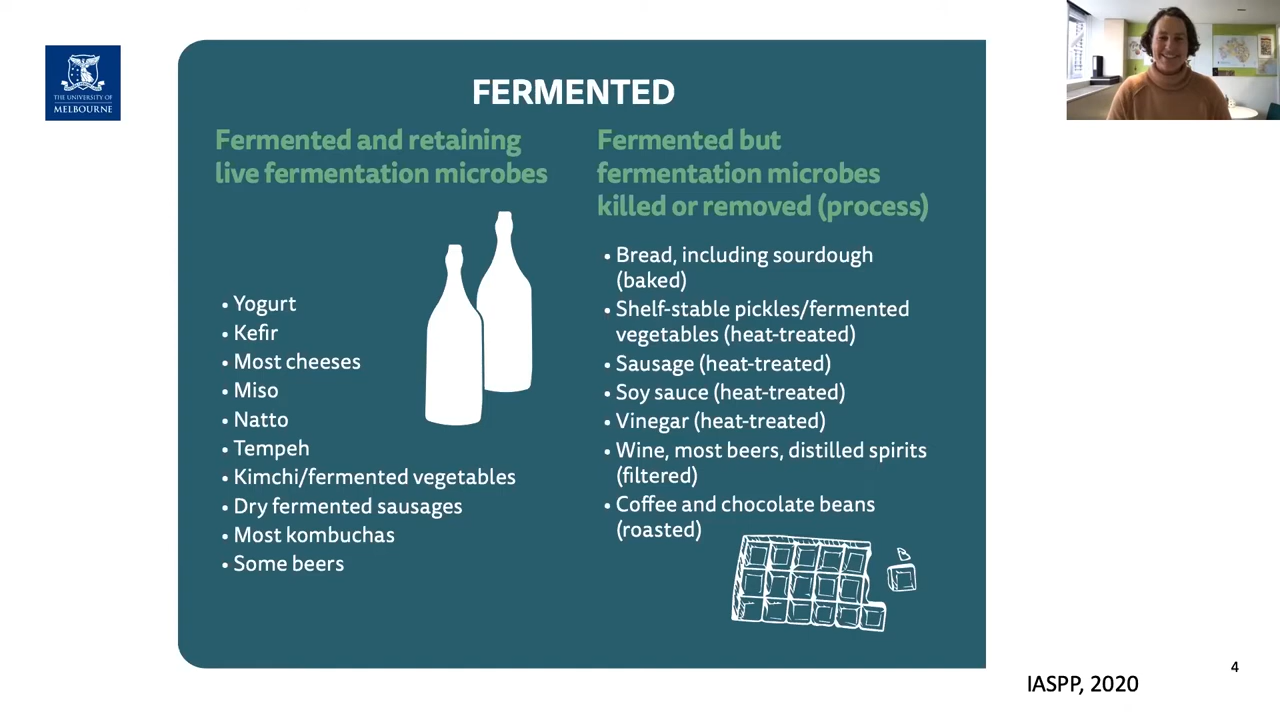 THE UNIVERSITY OF
MELBOURNE
FERMENTED
Fermented and retaining
live fermentation microbes
• Yogurt
• Kefir
• Most cheeses
• Miso
• Natto
• Tempeh
• Kimchi/fermented vegetables
• Dry fermented sausages
• Most kombuchas
• Some beers
Fermented but
fermentation microbes
killed or removed (process)
• Bread, including sourdough
(baked)
• Shelf-stable pickles/fermented
vegetables (heat-treated)
• Sausage (heat-treated)
• Soy sauce (heat-treated)
• Vinegar (heat-treated)
• Wine, most beers, distilled spirits
(filtered)
• Coffee and chocolate beans
(roasted)
4
IASPP, 2020